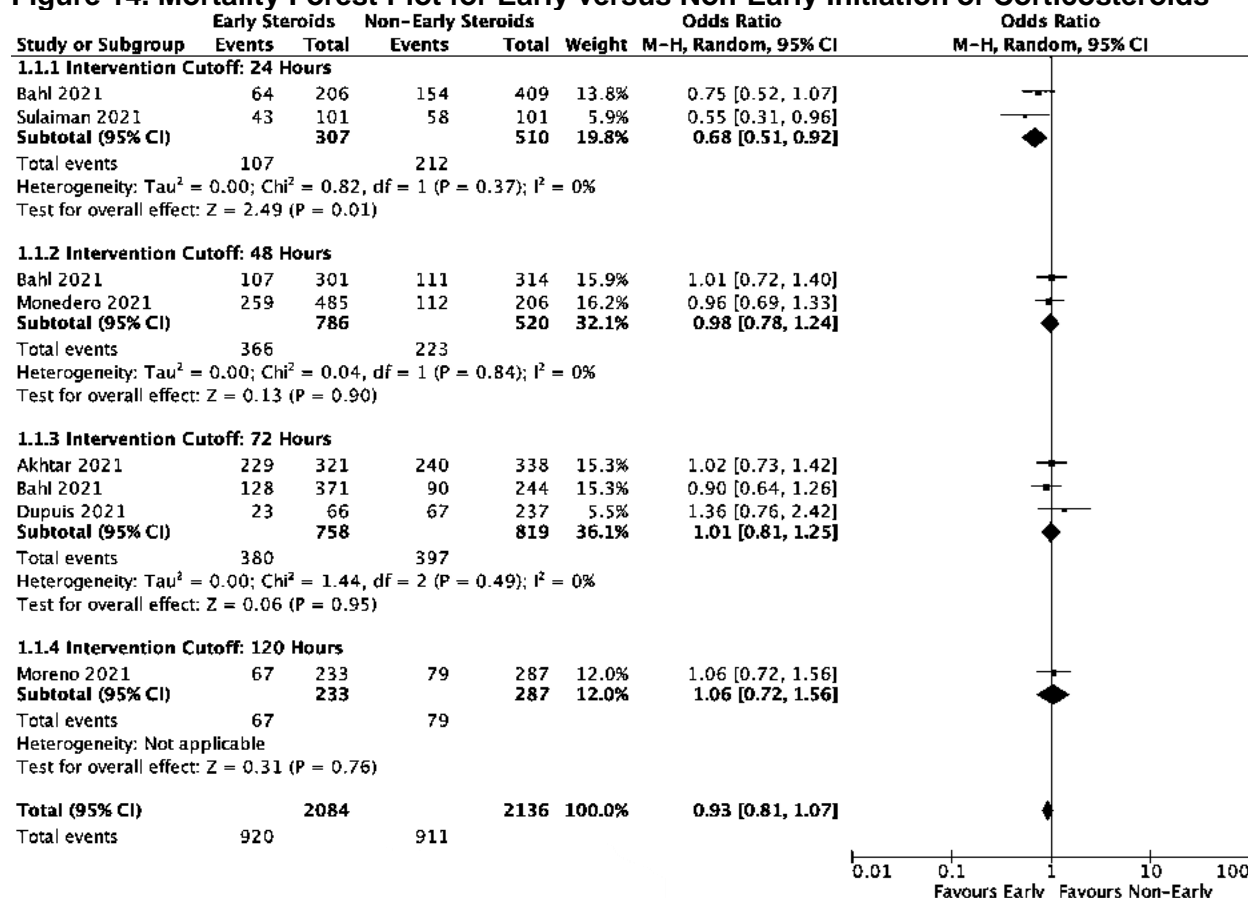 Figure 14. Mortality Forest Plot for Early versus Non-Early Initiation of Corticosteroids
Early Steroids Non-Early Steroids Odds Ratio Odds Ratio
Study or Subgroup Events Total Events Total Weight M-H, Random, 95% CI M-H, Random, 95% CI
1.1.1 Intervention Cutoff: 24 Hours
Bahl 2021 64 206 154 409 13.8% 0.75 [0.52, 1.07]
Sulaiman 2021 43 101 58 101 5.9% 0.55 [0.31, 0.96]
Subtotal (95% CI) 307 510 19.8% 0.68 [0.51, 0.92]
Total events 107 212
Heterogeneity: Tau² = 0.00; Chi² = 0.82, df = 1 (P = 0.37); I² = 0%
Test for overall effect: Z = 2.49 (P = 0.01)
1.1.2 Intervention Cutoff: 48 Hours
Bahl 2021 107 301 111 314 15.9% 1.01 [0.72, 1.40]
Monedero 2021 259 485 112 206 16.2% 0.96 [0.69, 1.33]
Subtotal (95% CI) 786 520 32.1% 0.98 [0.78, 1.24]
Total events 366 223
Heterogeneity: Tau² = 0.00; Chi² = 0.04, df = 1 (P = 0.84); I² = 0%
Test for overall effect: Z = 0.13 (P = 0.90)
1.1.3 Intervention Cutoff: 72 Hours
Akhtar 2021 229 321 240 338 15.3% 1.02 [0.73, 1.42]
Bahl 2021 128 371 90 244 15.3% 0.90 [0.64, 1.26]
Dupuis 2021 23 66 67 237 5.5% 1.36 [0.76, 2.42]
Subtotal (95% CI) 758 819 36.1% 1.01 [0.81, 1.25]
Total events 380 397
Heterogeneity: Tau² = 0.00; Chi² = 1.44, df = 2 (P = 0.49); I² = 0%
Test for overall effect: Z = 0.06 (P = 0.95)
1.1.4 Intervention Cutoff: 120 Hours
Moreno 2021 67 233 79 287 12.0% 1.06 [0.72, 1.56]
Subtotal (95% CI) 233 287 12.0% 1.06 [0.72, 1.56]
Total events 67 79
Heterogeneity: Not applicable
Test for overall effect: Z = 0.31 (P = 0.76)
Total (95% CI) 2084 2136 100.0% 0.93 [0.81, 1.07]
Total events 920 911
0.01 0.1 1 10 100
Favours Early Favours Non-Early